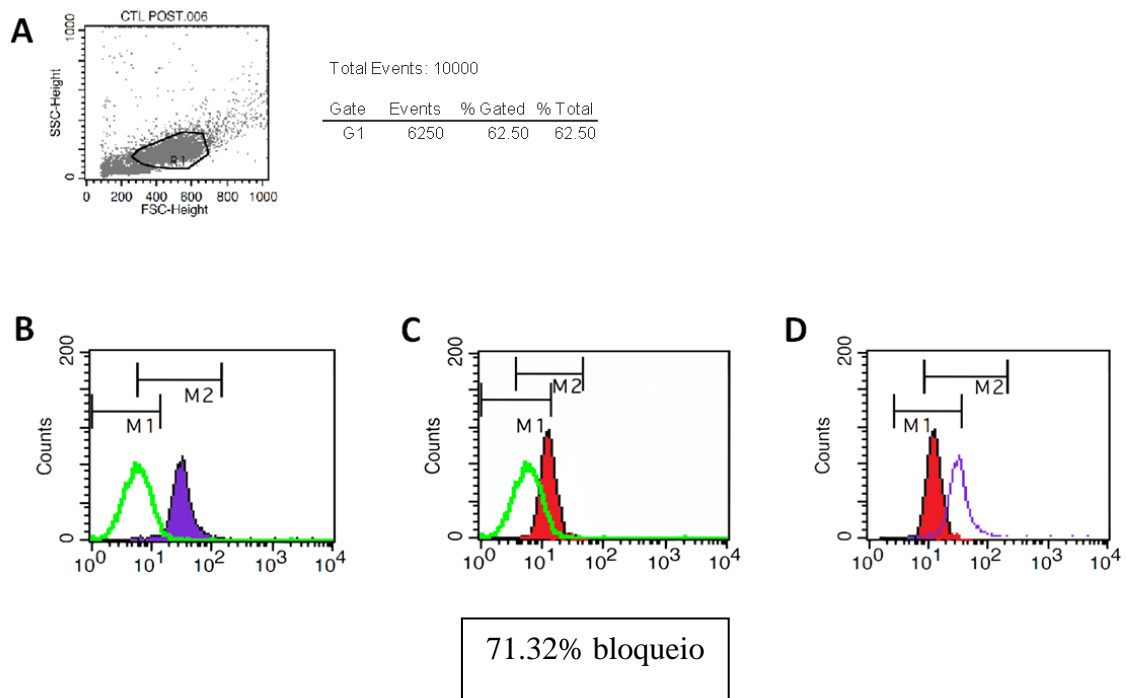 A
CTL POST.006
1000
SSC-Height
0
R1
0 200 400 600 800 1000
FSC-Height
Total Events: 10000
Gate Events % Gated % Total
G1 6250 62.50 62.50
B
200
Counts
0
M2
M1
10^0 10^1 10^2 10^3 10^4
C
200
Counts
0
M2
M1
10^0 10^1 10^2 10^3 10^4
D
200
Counts
0
M2
M1
10^0 10^1 10^2 10^3 10^4
71.32% bloqueio